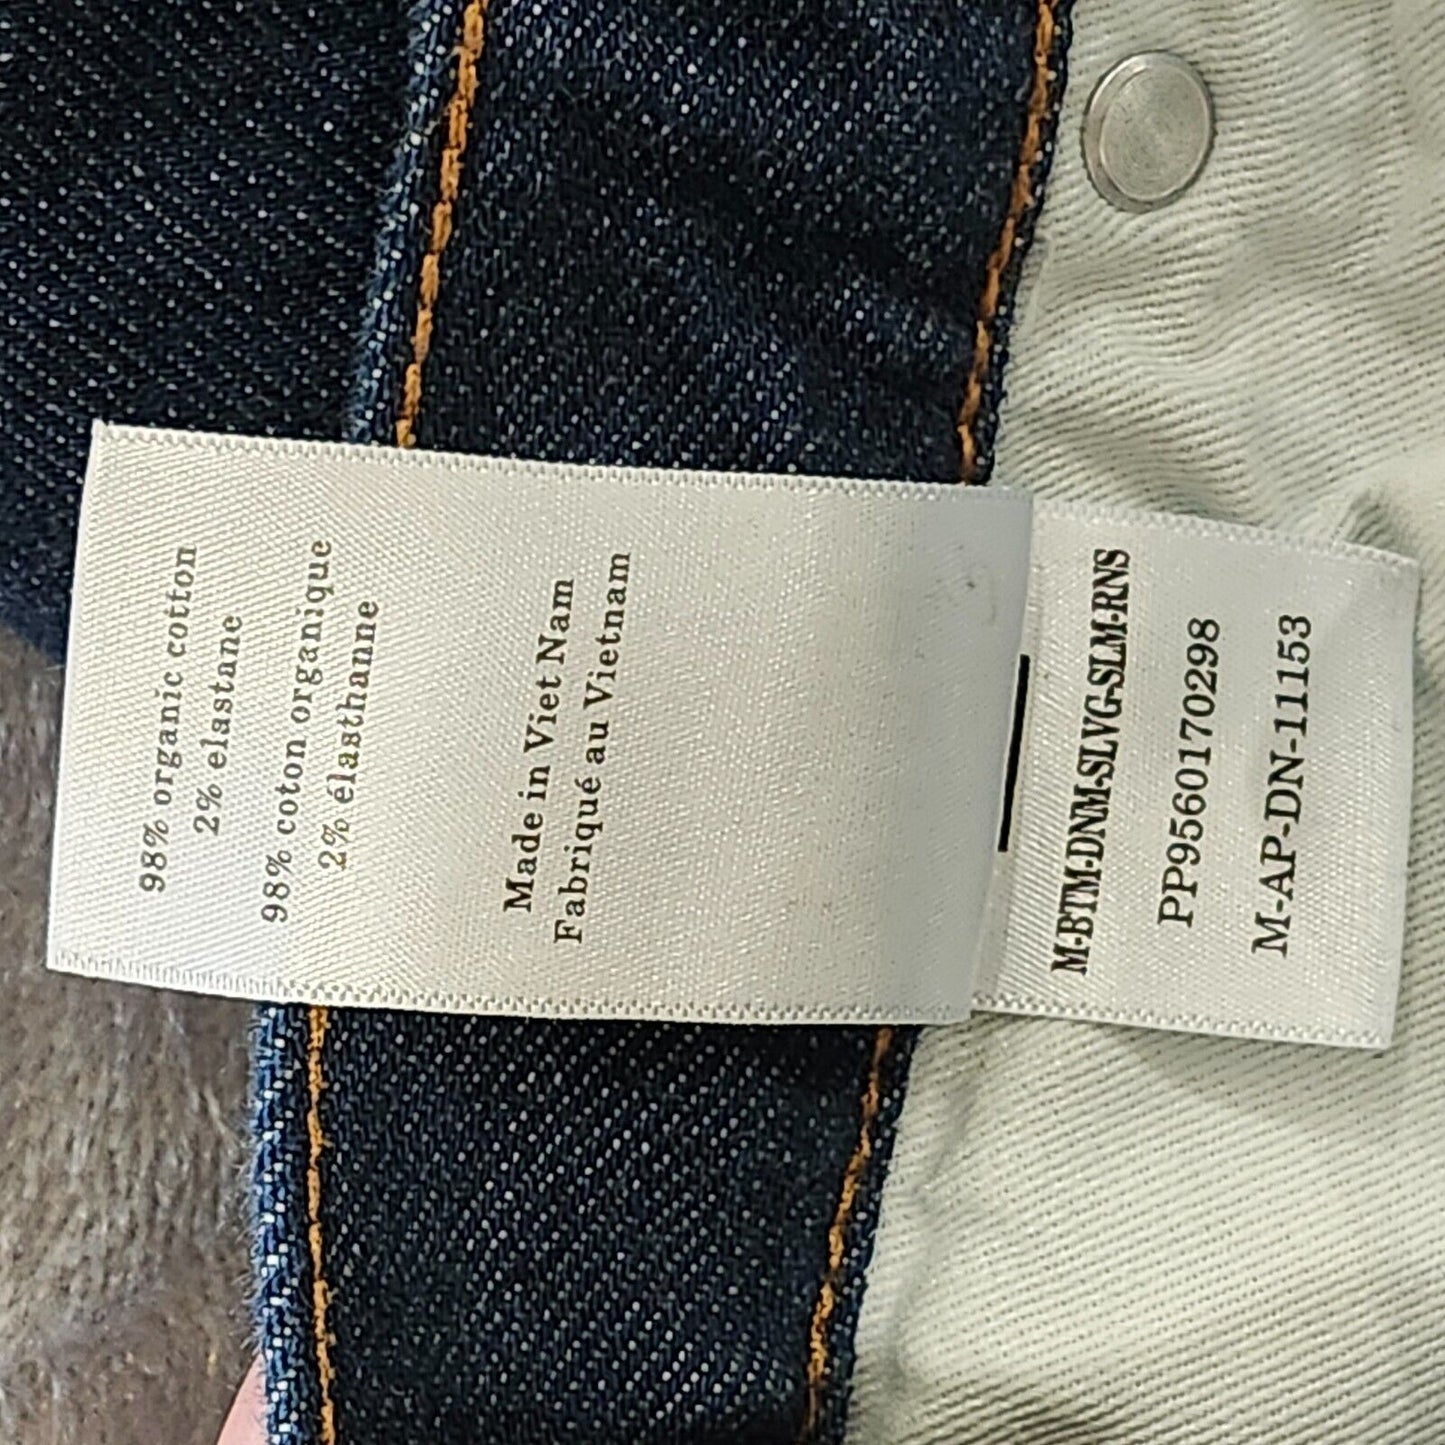 98% organic cotton
2% elastane
98% coton organique
2% élasthanne
Made in Viet Nam
Fabriqué au Vietnam
M-BTM-DNM-SLVG-SLM-RNS
PP9560170298
M-AP-DN-11153